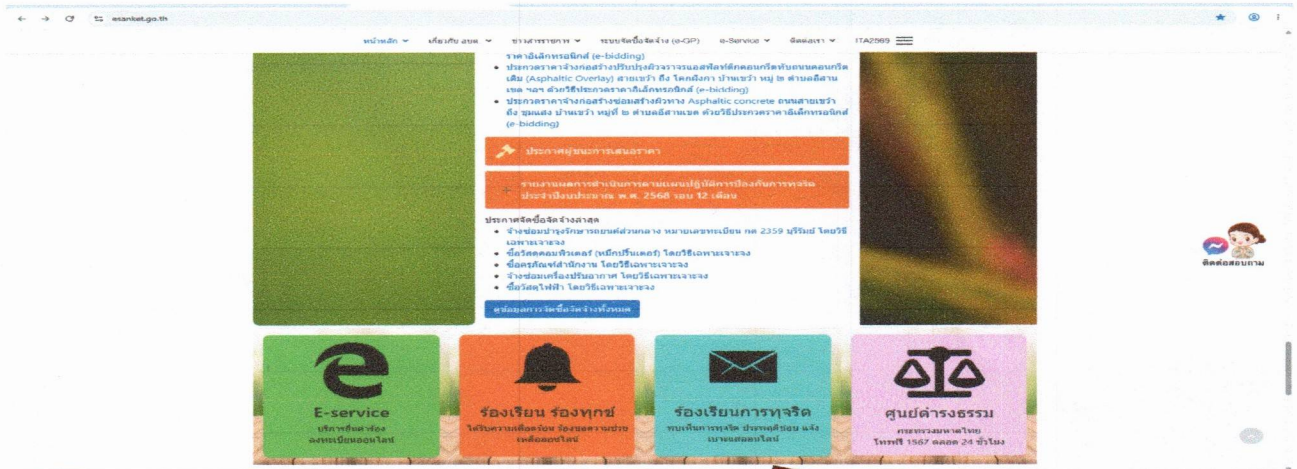 esanket.go.th
หน้าหลัก เกี่ยวกับ อบต ข่าวสารราชการ ระบบจัดซื้อจัดจ้าง (e-GP) e-Service ติดต่อเรา ITA2569
ราคาอิเล็กทรอนิกส์ (e-bidding)
ประกวดราคาจ้างก่อสร้างปรับปรุงผิวจราจรแอสฟัลท์ติกคอนกรีตทับถนนคอนกรีต
เดิม (Asphaltic Overlay) สายเขว้า ถึง โคกผึงกา บ้านเขว้า หมู่ ๒ ตำบลอีสาน
เขต ฯลฯ ด้วยวิธีประกวดราคาอิเล็กทรอนิกส์ (e-bidding)
ประกวดราคาจ้างก่อสร้างซ่อมสร้างผิวทาง Asphaltic concrete ถนนสายเขว้า
ถึง ชุมแสง บ้านเขว้า หมู่ที่ ๒ ตำบลอีสานเขต ด้วยวิธีประกวดราคาอิเล็กทรอนิกส์
(e-bidding)
ประกาศผู้ชนะการเสนอราคา
รายงานผลการดำเนินการตามแผนปฏิบัติการป้องกันการทุจริต
ประจำปีงบประมาณ พ.ศ. 2568 รอบ 12 เดือน
ประกาศจัดซื้อจัดจ้างล่าสุด
จ้างซ่อมบำรุงรักษารถยนต์ส่วนกลาง หมายเลขทะเบียน กต 2359 บุรีรัมย์ โดยวิธี
เฉพาะเจาะจง
ซื้อวัสดุคอมพิวเตอร์ (หมึกปริ้นเตอร์) โดยวิธีเฉพาะเจาะจง
ซื้อครุภัณฑ์สำนักงาน โดยวิธีเฉพาะเจาะจง
จ้างซ่อมเครื่องปรับอากาศ โดยวิธีเฉพาะเจาะจง
ซื้อวัสดุไฟฟ้า โดยวิธีเฉพาะเจาะจง
ดูข้อมูลการจัดซื้อจัดจ้างทั้งหมด
ติดต่อสอบถาม
E-service
บริการยื่นคำร้อง
ลงทะเบียนออนไลน์
ร้องเรียน ร้องทุกข์
ได้รับความเดือดร้อน ร้องขอความช่วย
เหลือออนไลน์
ร้องเรียนการทุจริต
พบเห็นการทุจริต ประพฤติมิชอบ แจ้ง
เบาะแสออนไลน์
ศูนย์ดำรงธรรม
กระทรวงมหาดไทย
โทรฟรี 1567 ตลอด 24 ชั่วโมง